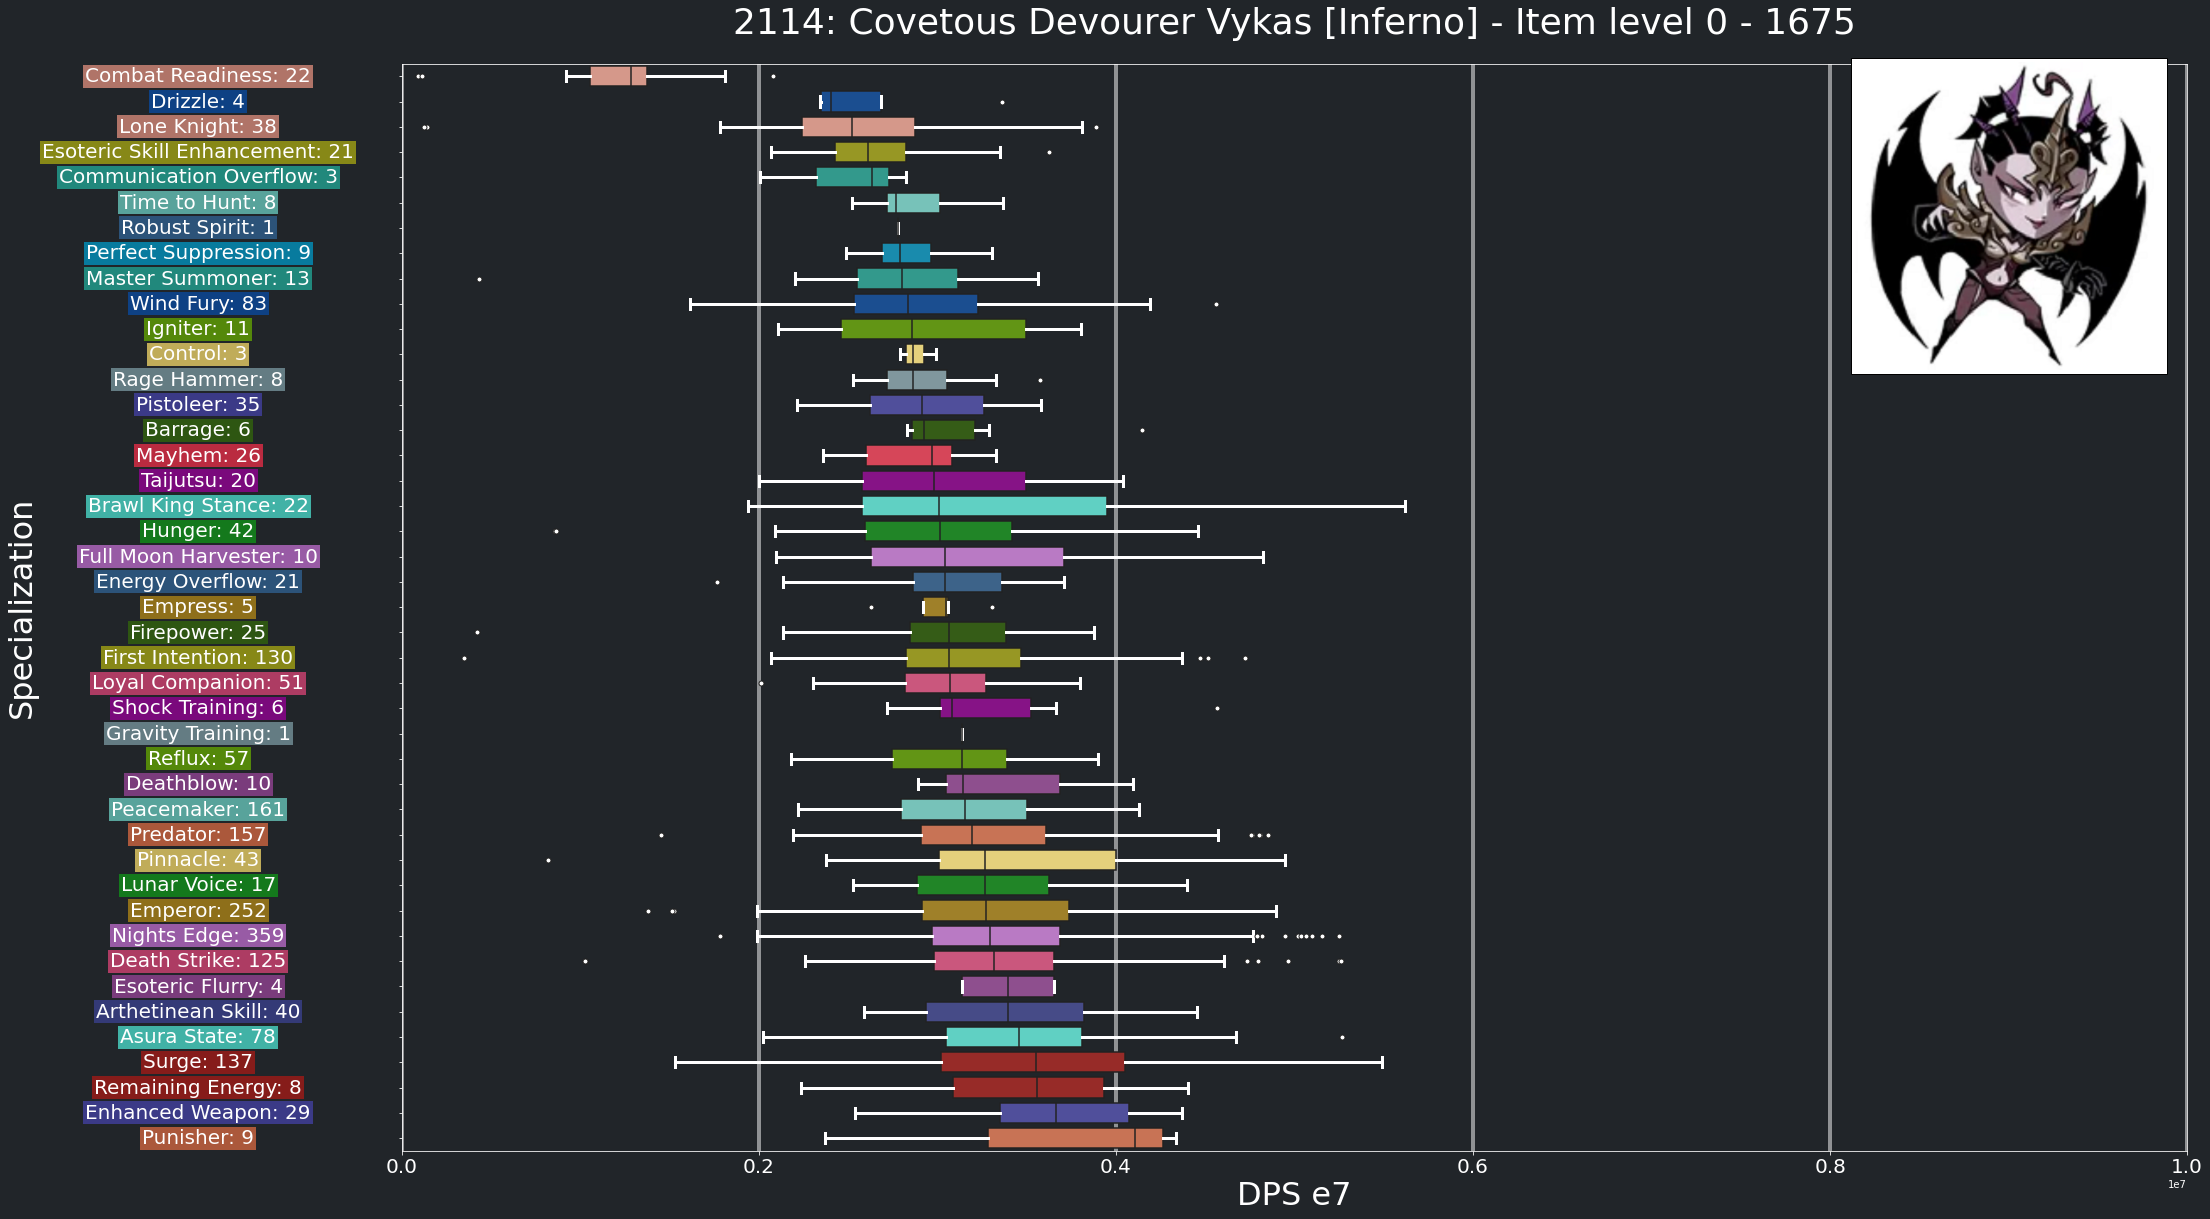 2114: Covetous Devourer Vykas [Inferno] - Item level 0 - 1675
Specialization
Combat Readiness: 22
Drizzle: 4
Lone Knight: 38
Esoteric Skill Enhancement: 21
Communication Overflow: 3
Time to Hunt: 8
Robust Spirit: 1
Perfect Suppression: 9
Master Summoner: 13
Wind Fury: 83
Igniter: 11
Control: 3
Rage Hammer: 8
Pistoleer: 35
Barrage: 6
Mayhem: 26
Taijutsu: 20
Brawl King Stance: 22
Hunger: 42
Full Moon Harvester: 10
Energy Overflow: 21
Empress: 5
Firepower: 25
First Intention: 130
Loyal Companion: 51
Shock Training: 6
Gravity Training: 1
Reflux: 57
Deathblow: 10
Peacemaker: 161
Predator: 157
Pinnacle: 43
Lunar Voice: 17
Emperor: 252
Nights Edge: 359
Death Strike: 125
Esoteric Flurry: 4
Arthetinean Skill: 40
Asura State: 78
Surge: 137
Remaining Energy: 8
Enhanced Weapon: 29
Punisher: 9
0.0 0.2 0.4 0.6 0.8 1.0
1e7
DPS e7